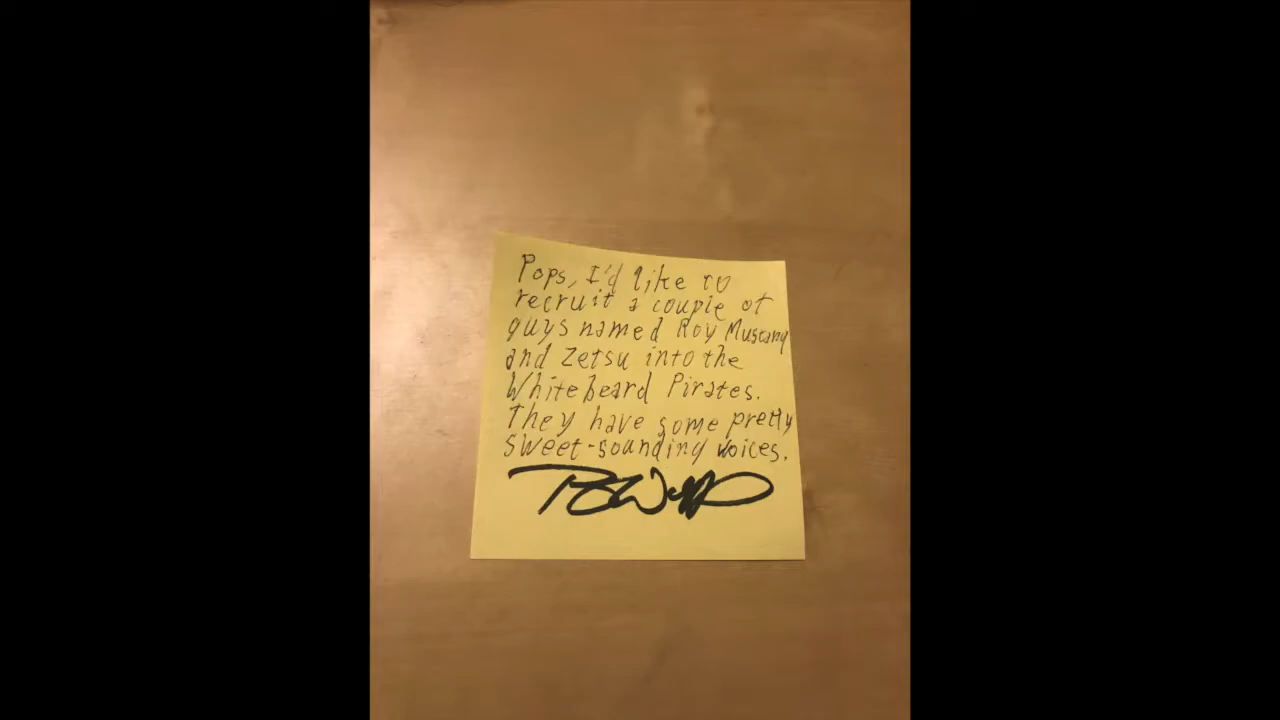 Pops, I'd like to
recruit a couple of
guys named Roy Mustang
and Zetsu into the
Whitebeard Pirates.
They have some pretty
sweet-sounding voices.